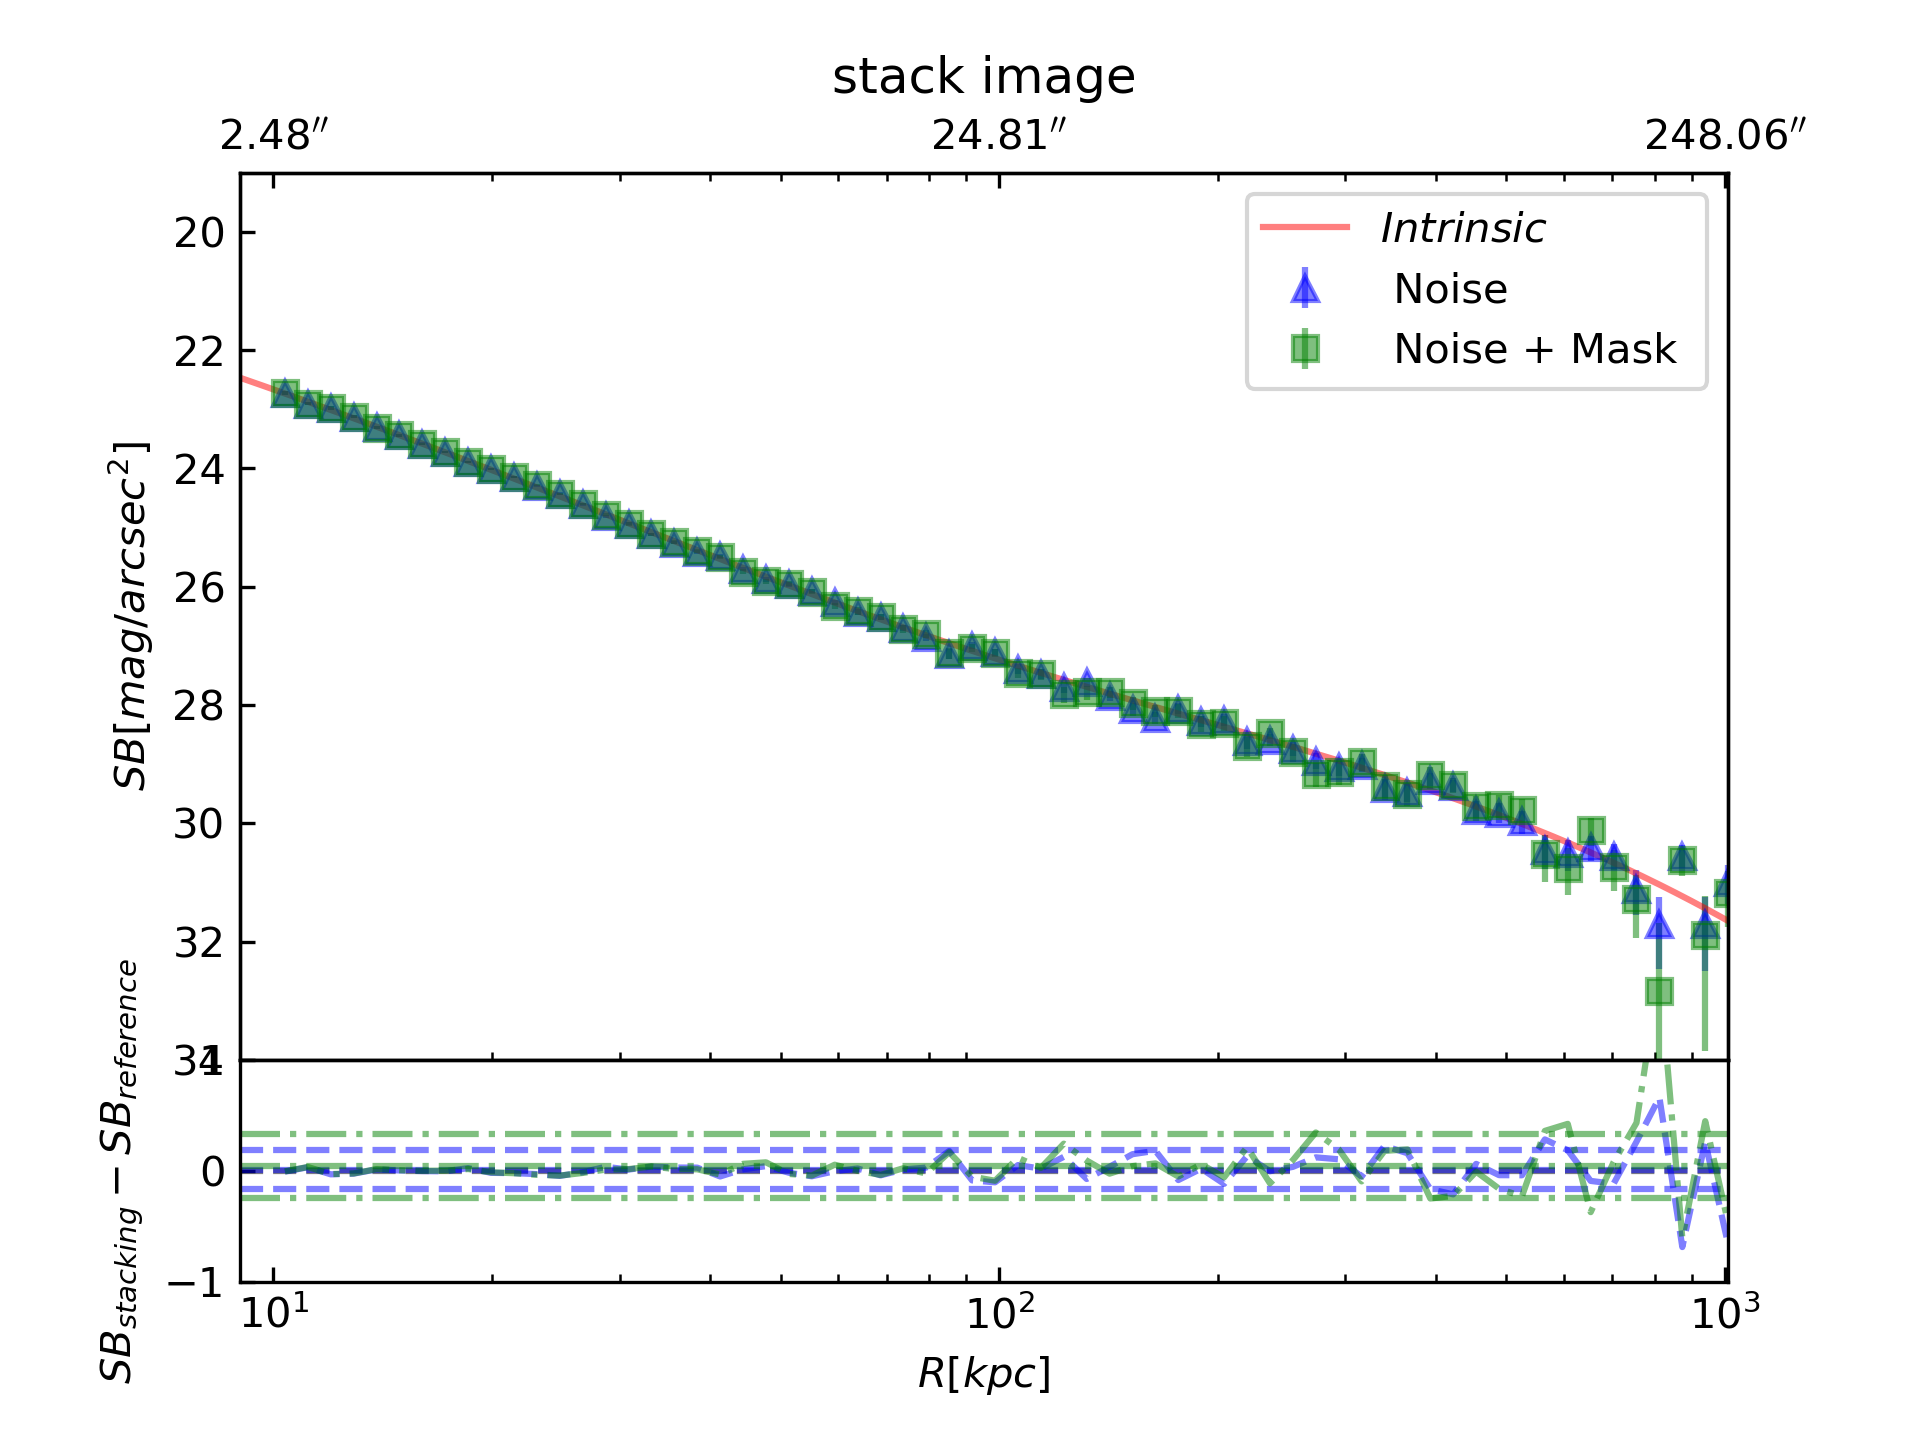 stack image
2.48″ 24.81″ 248.06″
Intrinsic
Noise
Noise + Mask
20
22
24
26
28
30
32
34
SB[mag/arcsec²]
1
0
−1
SB_stacking − SB_reference
10¹ 10² 10³
R[kpc]